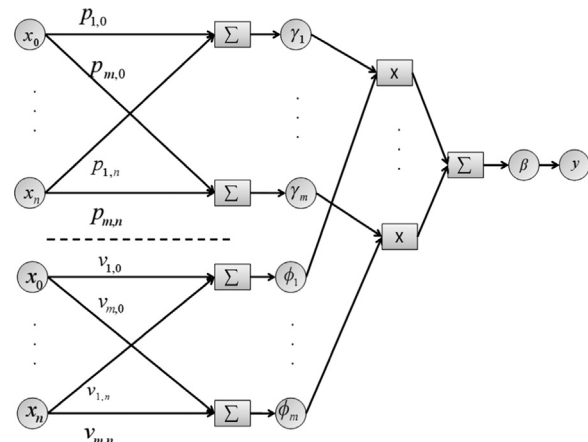 x₀ p₁,₀ Σ γ₁
pₘ,₀ X
p₁,ₙ Σ β y
xₙ Σ γₘ
pₘ,ₙ X
x₀ v₁,₀ Σ ϕ₁
vₘ,₀
v₁,ₙ
xₙ Σ ϕₘ
vₘ,ₙ